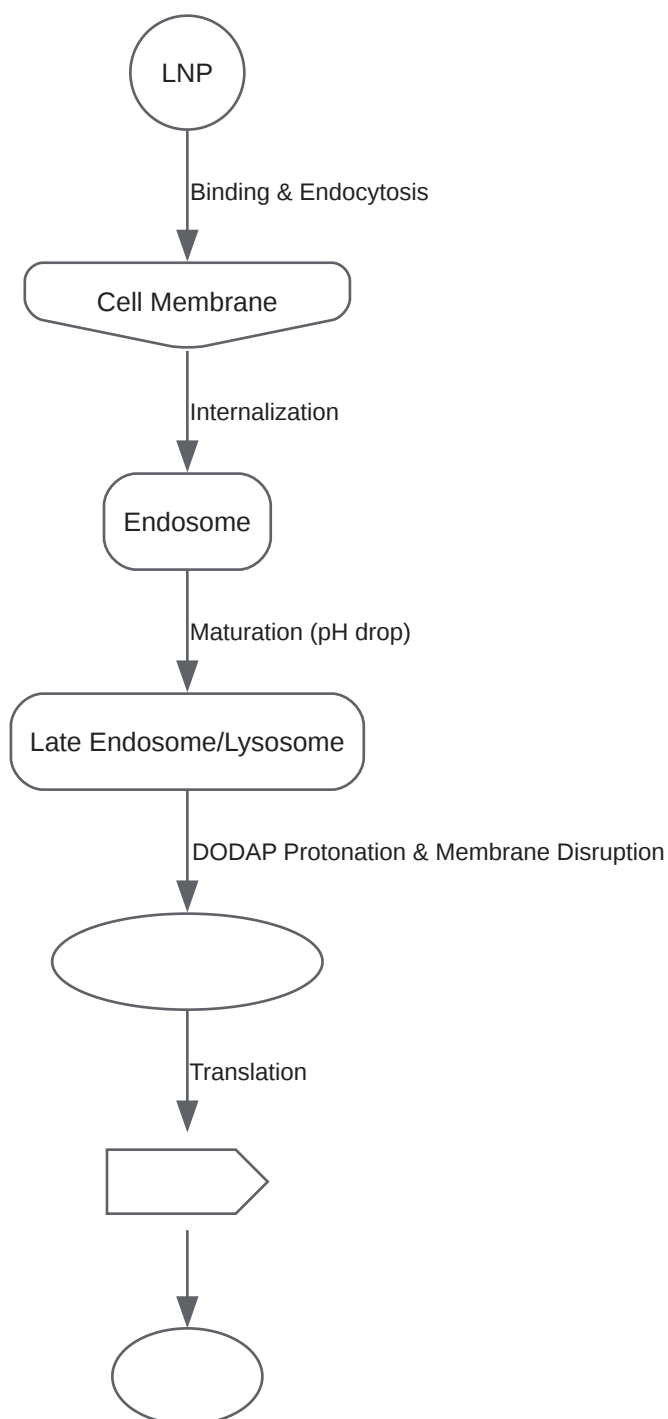 LNP
Binding & Endocytosis
Cell Membrane
Internalization
Endosome
Maturation (pH drop)
Late Endosome/Lysosome
DODAP Protonation & Membrane Disruption
Translation